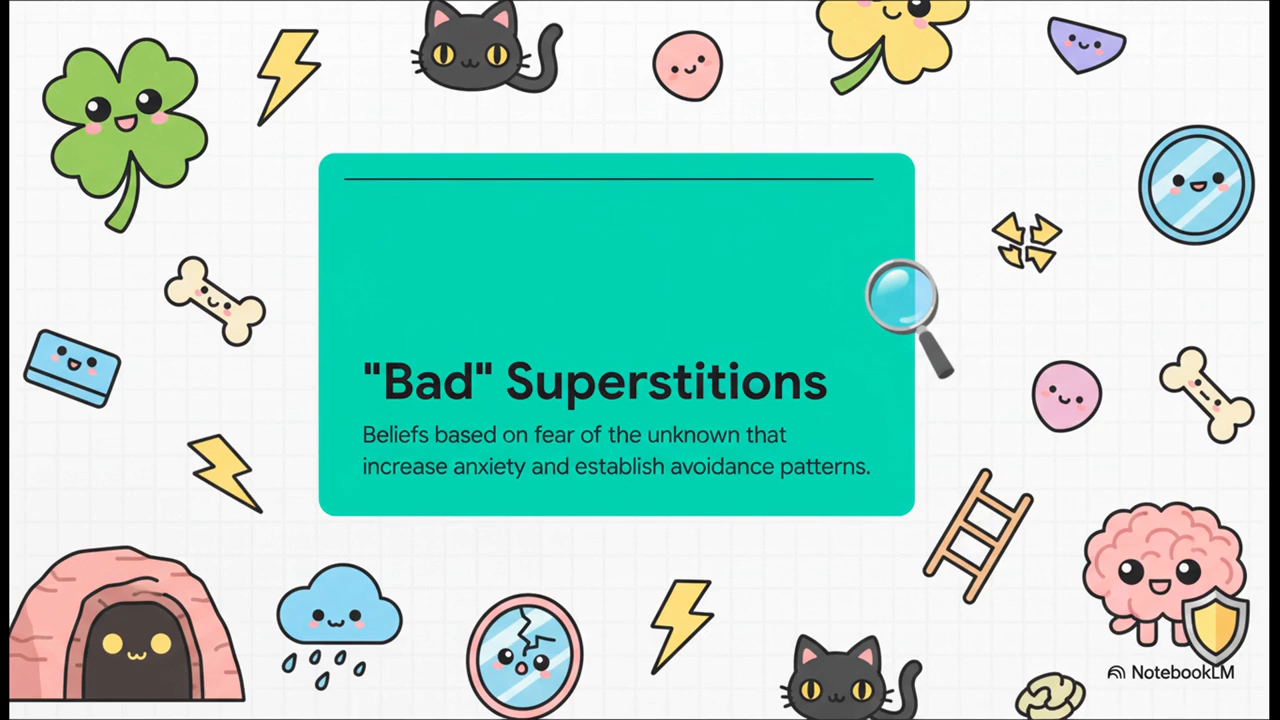 "Bad" Superstitions
Beliefs based on fear of the unknown that
increase anxiety and establish avoidance patterns.
NotebookLM